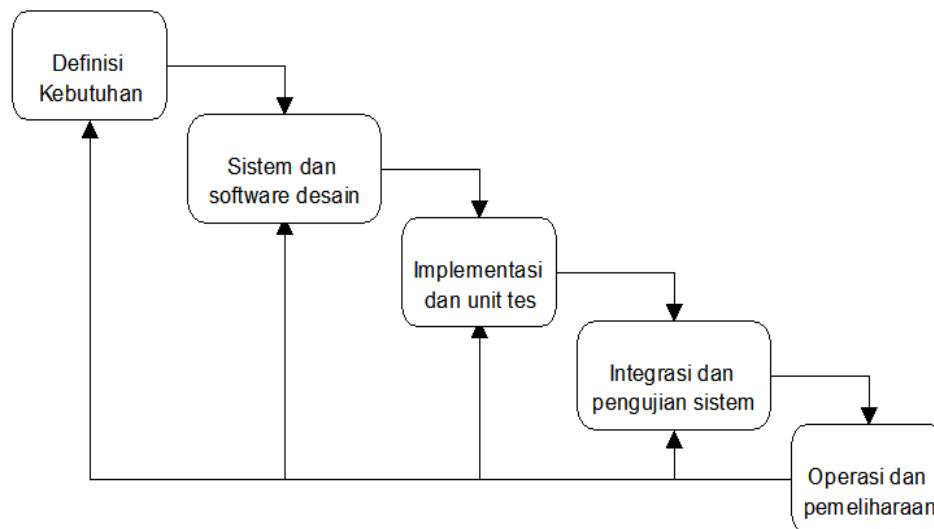 Definisi
Kebutuhan
Sistem dan
software desain
Implementasi
dan unit tes
Integrasi dan
pengujian sistem
Operasi dan
pemeliharaan